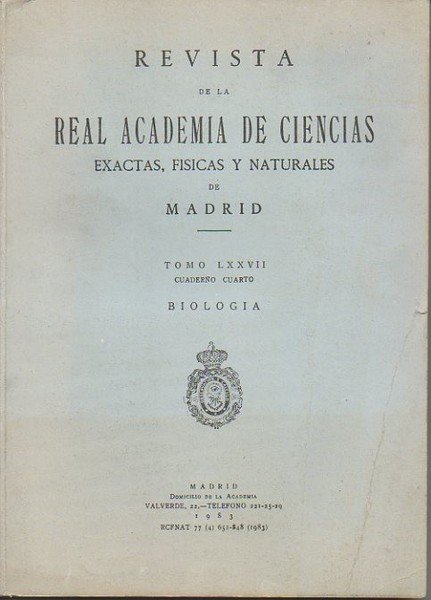 REVISTA
DE LA
REAL ACADEMIA DE CIENCIAS
EXACTAS, FISICAS Y NATURALES
DE
MADRID
TOMO LXXVII
CUADERNO CUARTO
BIOLOGIA
MADRID
DOMICILIO DE LA ACADEMIA
VALVERDE, 22.—TELEFONO 221-25-29
1983
RCFNAT 77 (4) 651-848 (1983)